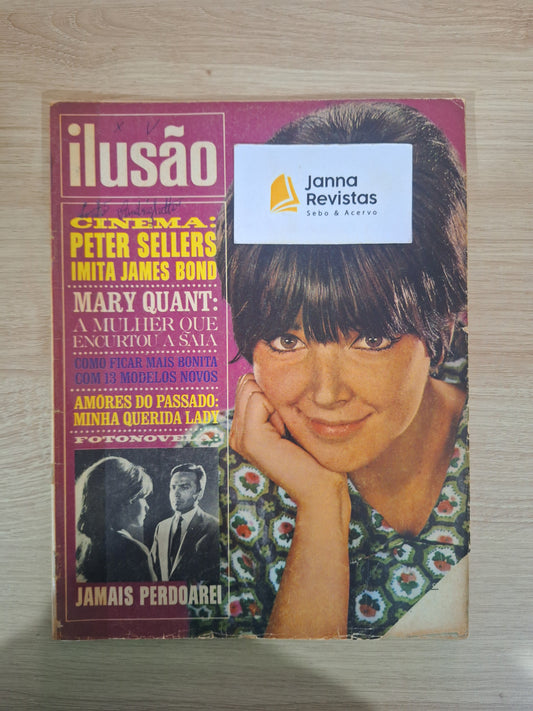 ilusão
Janna
Revistas
Sebo & Acervo
CINEMA:
PETER SELLERS
IMITA JAMES BOND
MARY QUANT:
A MULHER QUE
ENCURTOU A SAIA
COMO FICAR MAIS BONITA
COM 13 MODELOS NOVOS
AMORES DO PASSADO:
MINHA QUERIDA LADY
FOTONOVELA:
JAMAIS PERDOAREI